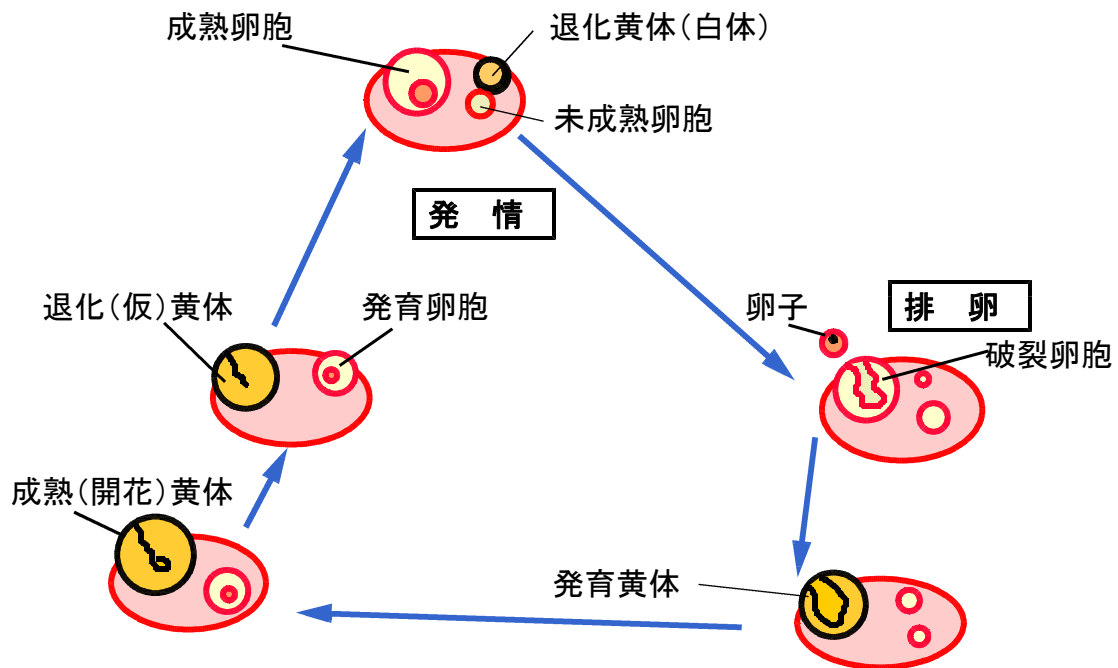 成熟卵胞
退化黄体(白体)
未成熟卵胞
発 情
退化(仮)黄体
発育卵胞
卵子
排 卵
破裂卵胞
成熟(開花)黄体
発育黄体